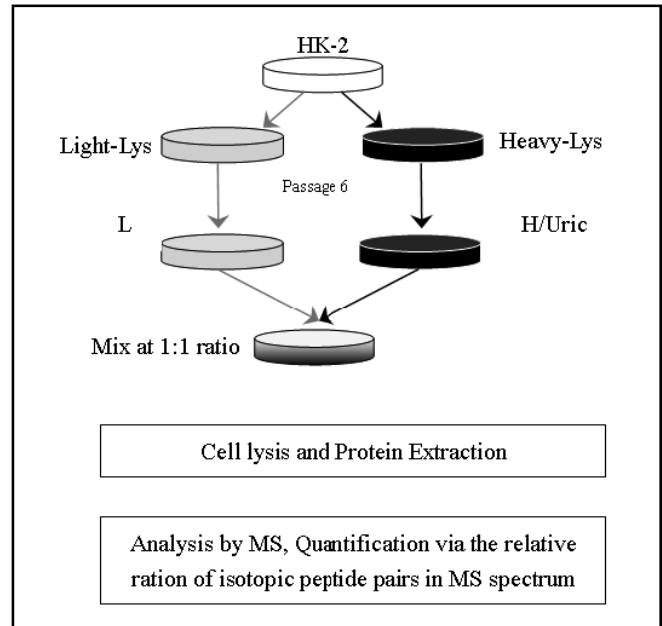 HK-2
Light-Lys
Heavy-Lys
Passage 6
L
H/Uric
Mix at 1:1 ratio
Cell lysis and Protein Extraction
Analysis by MS, Quantification via the relative
ration of isotopic peptide pairs in MS spectrum